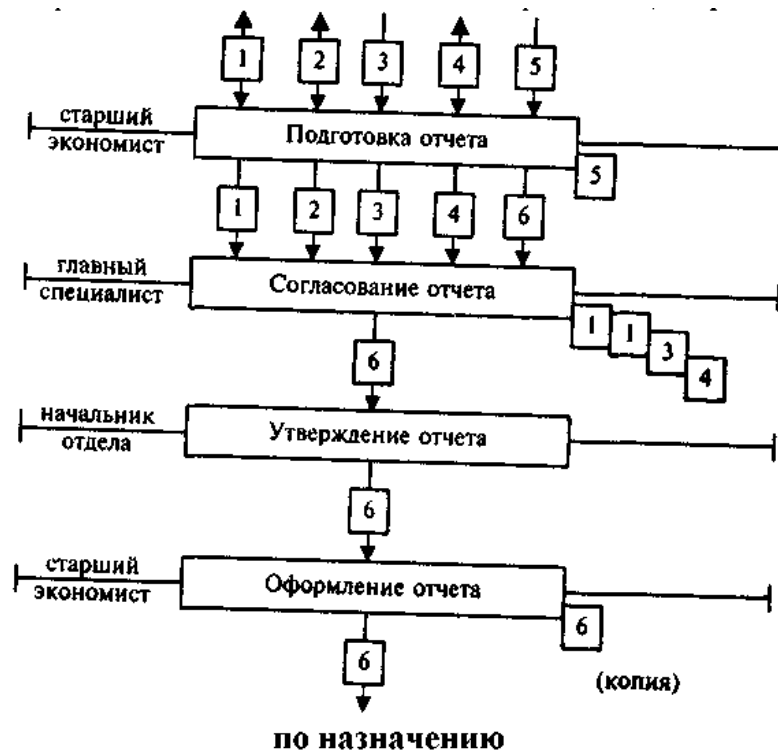 1 2 3 4 5
старший
экономист
Подготовка отчета
5
1 2 3 4 6
главный
специалист
Согласование отчета
1 1 3 4
6
начальник
отдела
Утверждение отчета
6
старший
экономист
Оформление отчета
6
6
(копия)
по назначению